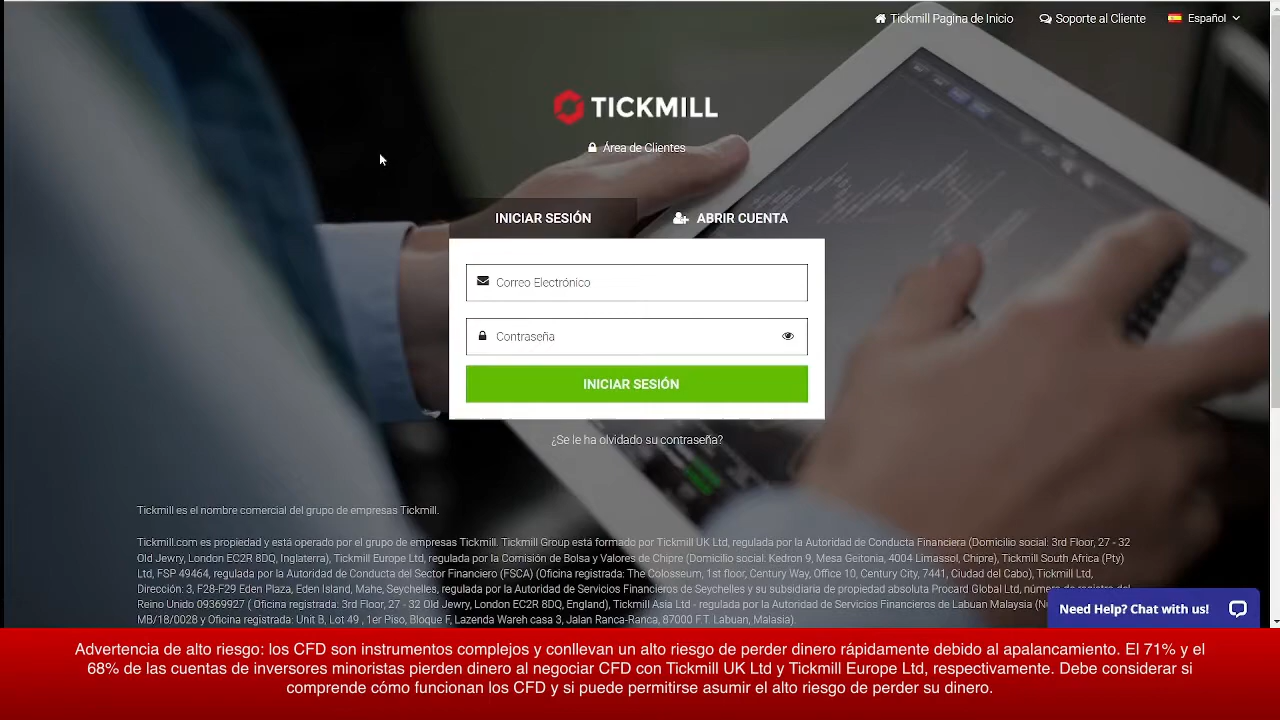 Tickmill Pagina de Inicio
Soporte al Cliente
Español
TICKMILL
Área de Clientes
INICIAR SESIÓN
ABRIR CUENTA
Correo Electrónico
Contraseña
INICIAR SESIÓN
¿Se le ha olvidado su contraseña?
Tickmill es el nombre comercial del grupo de empresas Tickmill.
Tickmill.com es propiedad y está operado por el grupo de empresas Tickmill. Tickmill Group está formado por Tickmill UK Ltd, regulada por la Autoridad de Conducta Financiera (Domicilio social: 3rd Floor, 27 - 32
Old Jewry, London EC2R 8DQ, Inglaterra), Tickmill Europe Ltd, regulada por la Comisión de Bolsa y Valores de Chipre (Domicilio social: Kedron 9, Mesa Geitonia, 4004 Limassol, Chipre), Tickmill South Africa (Pty)
Ltd, FSP 49464, regulada por la Autoridad de Conducta del Sector Financiero (FSCA) (Oficina registrada: The Colosseum, 1st floor, Century Way, Office 10, Century City, 7441, Ciudad del Cabo), Tickmill Ltd,
Dirección: 3, F28-F29 Eden Plaza, Eden Island, Mahe, Seychelles, regulada por la Autoridad de Servicios Financieros de Seychelles y su subsidiaria de propiedad absoluta Procard Global Ltd, número de
Reino Unido 09369927 ( Oficina registrada: 3rd Floor, 27 - 32 Old Jewry, London EC2R 8DQ, England), Tickmill Asia Ltd - regulada por la Autoridad de Servicios Financieros de Labuan Malasia
MB/18/0028 y Oficina registrada: Unit B, Lot 49 , 1er Piso, Bloque F, Lazenda Wareh casa 3, Jalan Ranca-Ranca, 87000 F.T. Labuan, Malasia).
Need Help? Chat with us!
Advertencia de alto riesgo: los CFD son instrumentos complejos y conllevan un alto riesgo de perder dinero rápidamente debido al apalancamiento. El 71% y el
68% de las cuentas de inversores minoristas pierden dinero al negociar CFD con Tickmill UK Ltd y Tickmill Europe Ltd, respectivamente. Debe considerar si
comprende cómo funcionan los CFD y si puede permitirse asumir el alto riesgo de perder su dinero.